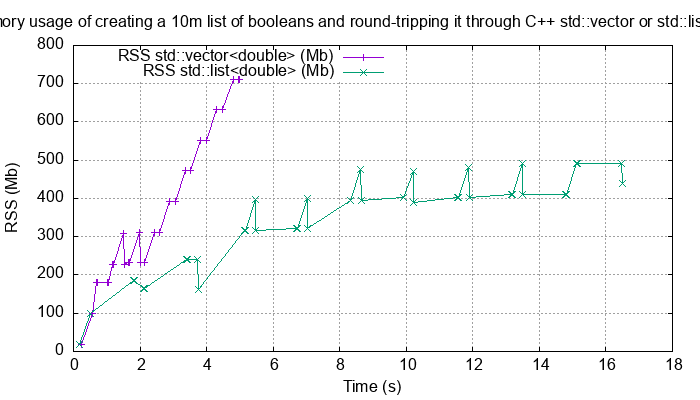 ory usage of creating a 10m list of booleans and round-tripping it through C++ std::vector or std::lis
800
700
600
500
400
300
200
100
0
RSS (Mb)
RSS std::vector<double> (Mb)
RSS std::list<double> (Mb)
0 2 4 6 8 10 12 14 16 18
Time (s)